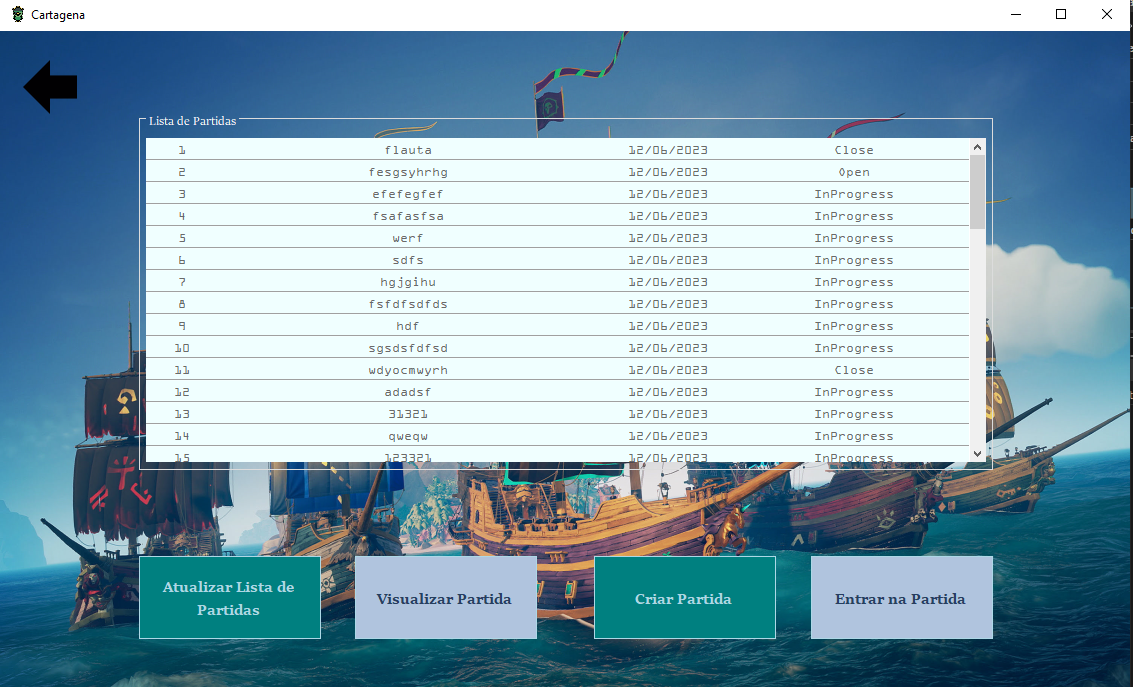 Cartagena
Lista de Partidas
1 flauta 12/06/2023 Close
2 fesgsyhrhg 12/06/2023 Open
3 efefegfef 12/06/2023 InProgress
4 fsafasfsa 12/06/2023 InProgress
5 werf 12/06/2023 InProgress
6 sdfs 12/06/2023 InProgress
7 hgjgihu 12/06/2023 InProgress
8 fsfdfsdfds 12/06/2023 InProgress
9 hdf 12/06/2023 InProgress
10 sgsdsfdfsd 12/06/2023 InProgress
11 wdyocmwyrh 12/06/2023 Close
12 adadsf 12/06/2023 InProgress
13 31321 12/06/2023 InProgress
14 qweqw 12/06/2023 InProgress
15 123321 12/06/2023 InProgress
Atualizar Lista de
Partidas
Visualizar Partida
Criar Partida
Entrar na Partida